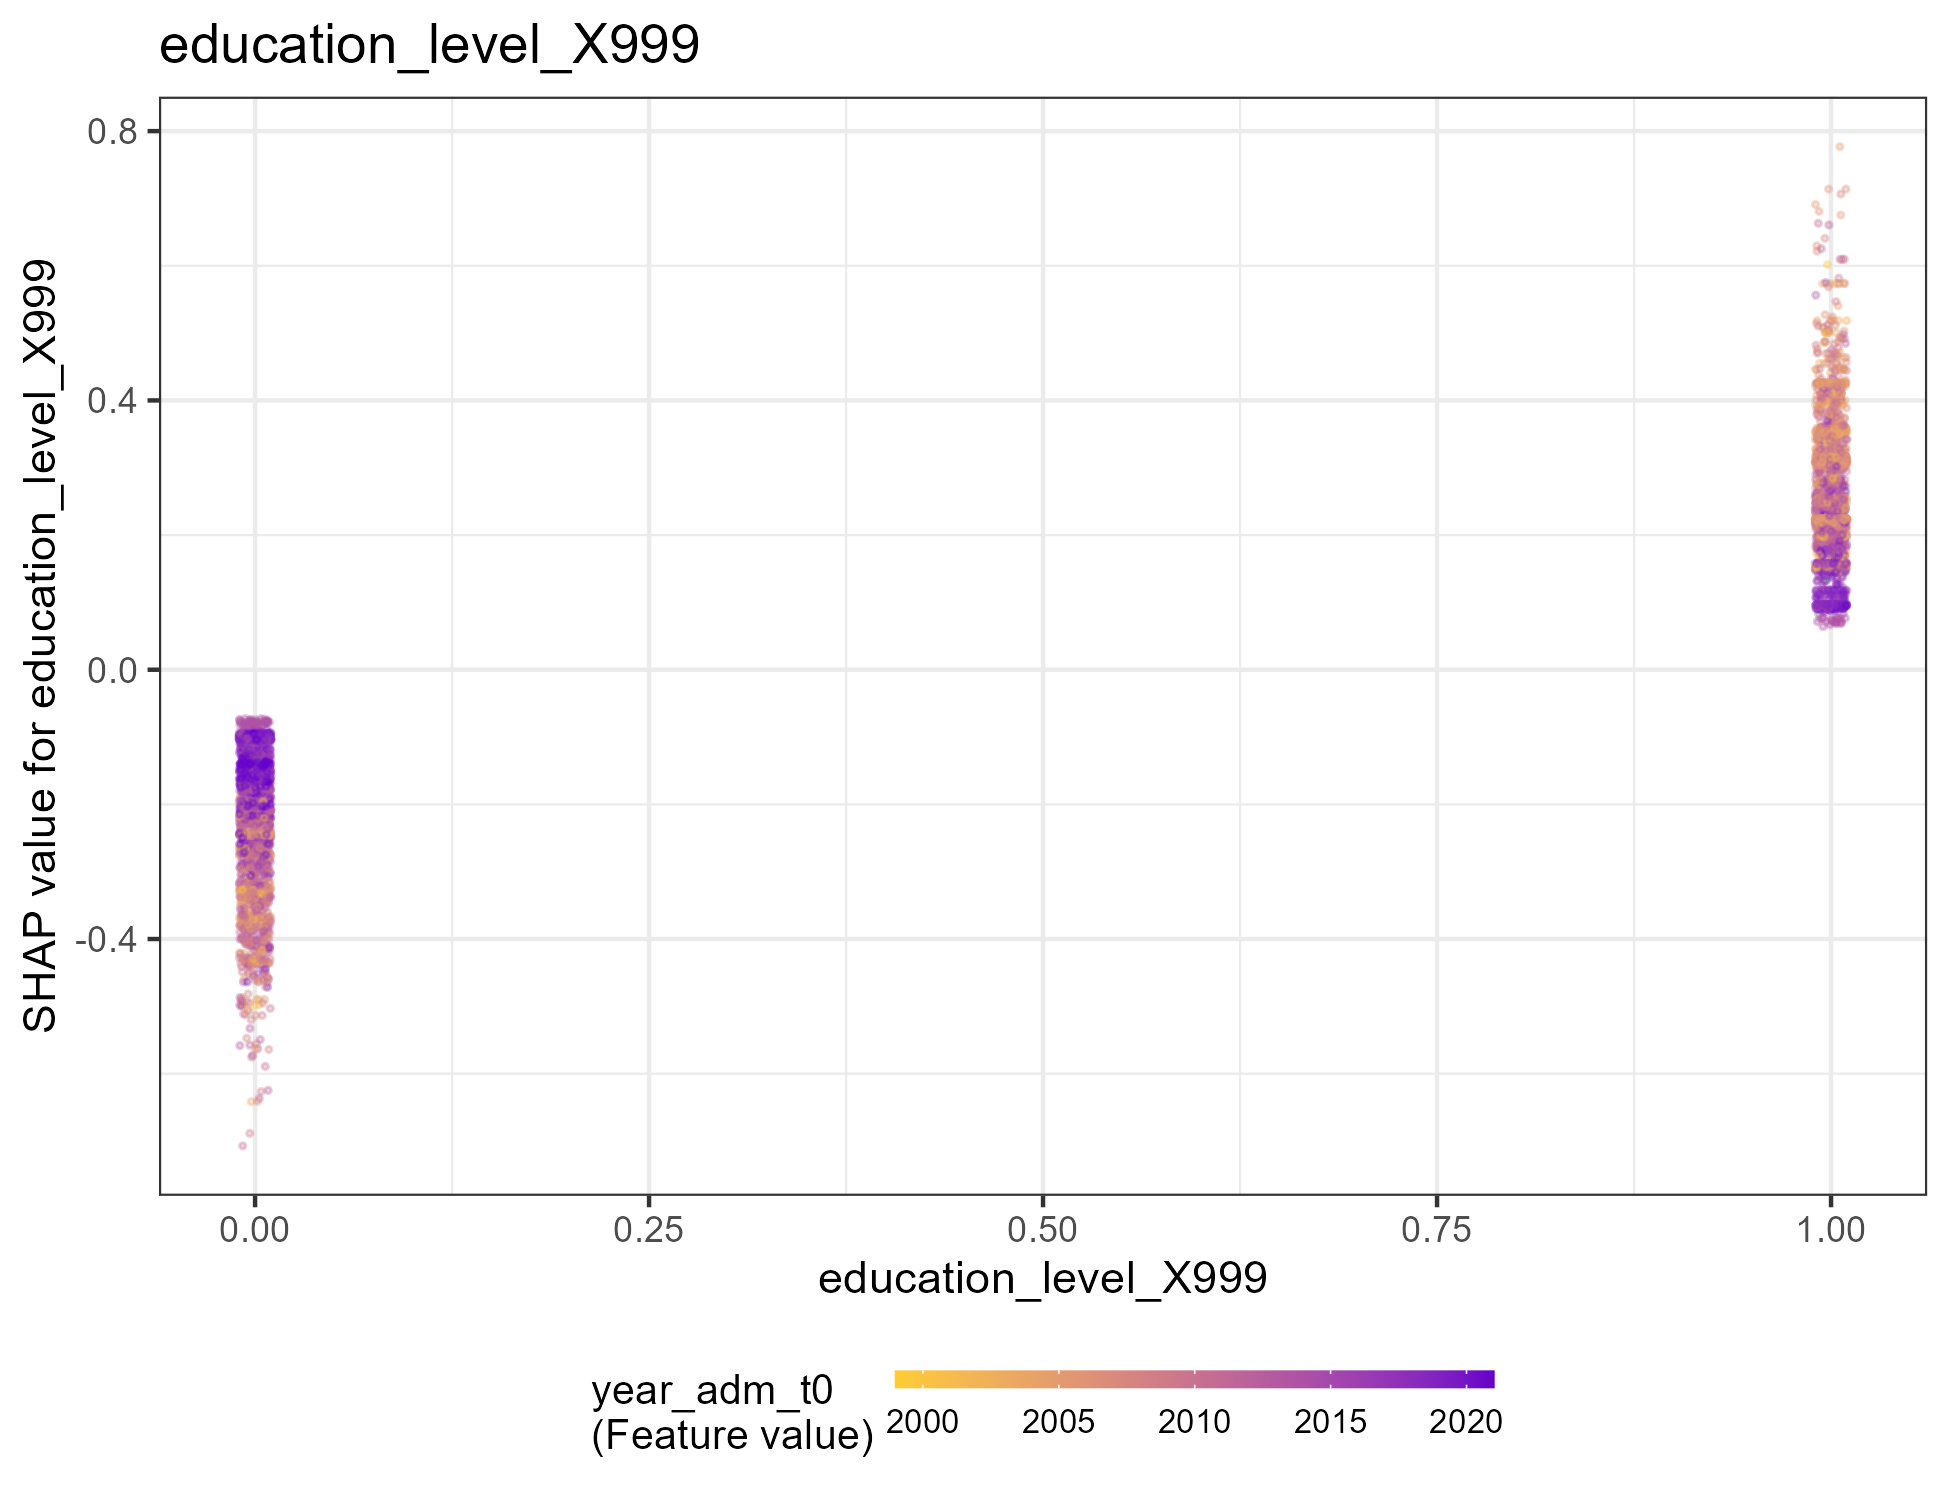 education_level_X999
SHAP value for education_level_X999
0.8
0.4
0.0
-0.4
0.00
0.25
0.50
0.75
1.00
education_level_X999
year_adm_t0
(Feature value)
2000
2005
2010
2015
2020